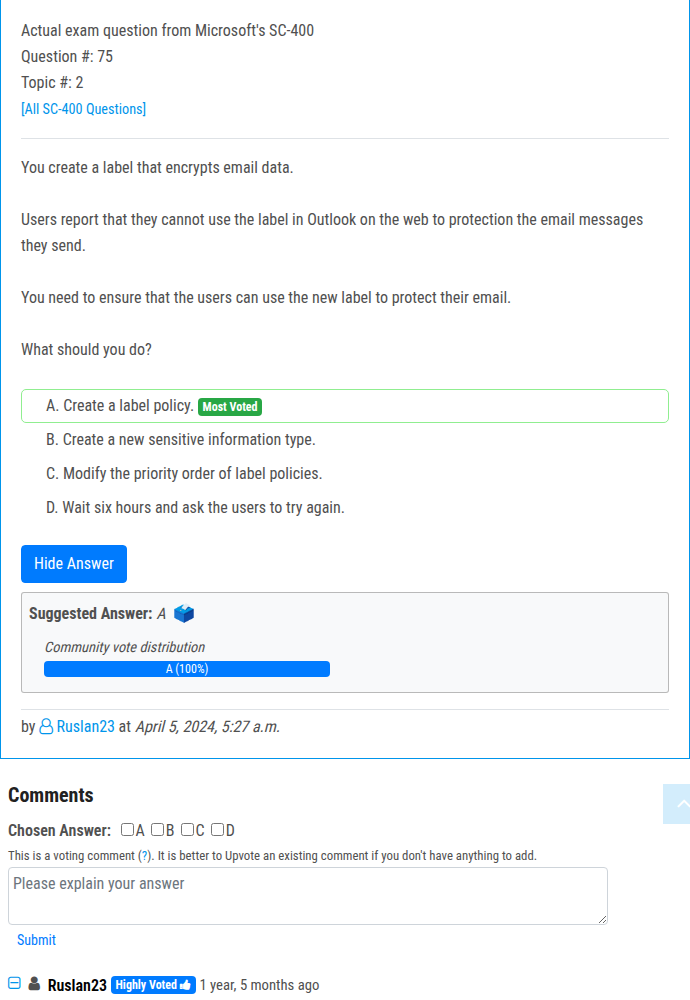 Actual exam question from Microsoft's SC-400
Question #: 75
Topic #: 2
[All SC-400 Questions]
You create a label that encrypts email data.
Users report that they cannot use the label in Outlook on the web to protection the email messages
they send.
You need to ensure that the users can use the new label to protect their email.
What should you do?
A. Create a label policy. Most Voted
B. Create a new sensitive information type.
C. Modify the priority order of label policies.
D. Wait six hours and ask the users to try again.
Hide Answer
Suggested Answer: A
Community vote distribution
A (100%)
by Ruslan23 at April 5, 2024, 5:27 a.m.
Comments
Chosen Answer: A B C D
This is a voting comment (?). It is better to Upvote an existing comment if you don't have anything to add.
Please explain your answer
Submit
Ruslan23 Highly Voted 1 year, 5 months ago